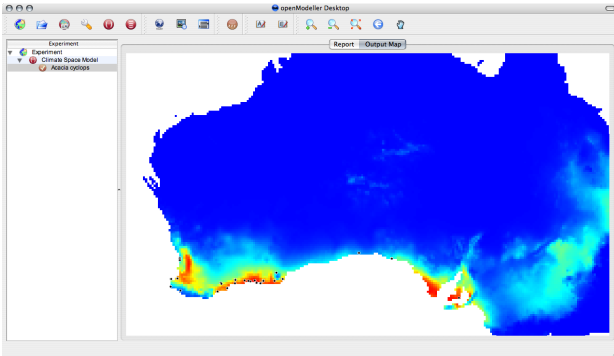 openModeller Desktop
Experiment
Report
Output Map
Experiment
Climate Space Model
Acacia cyclops